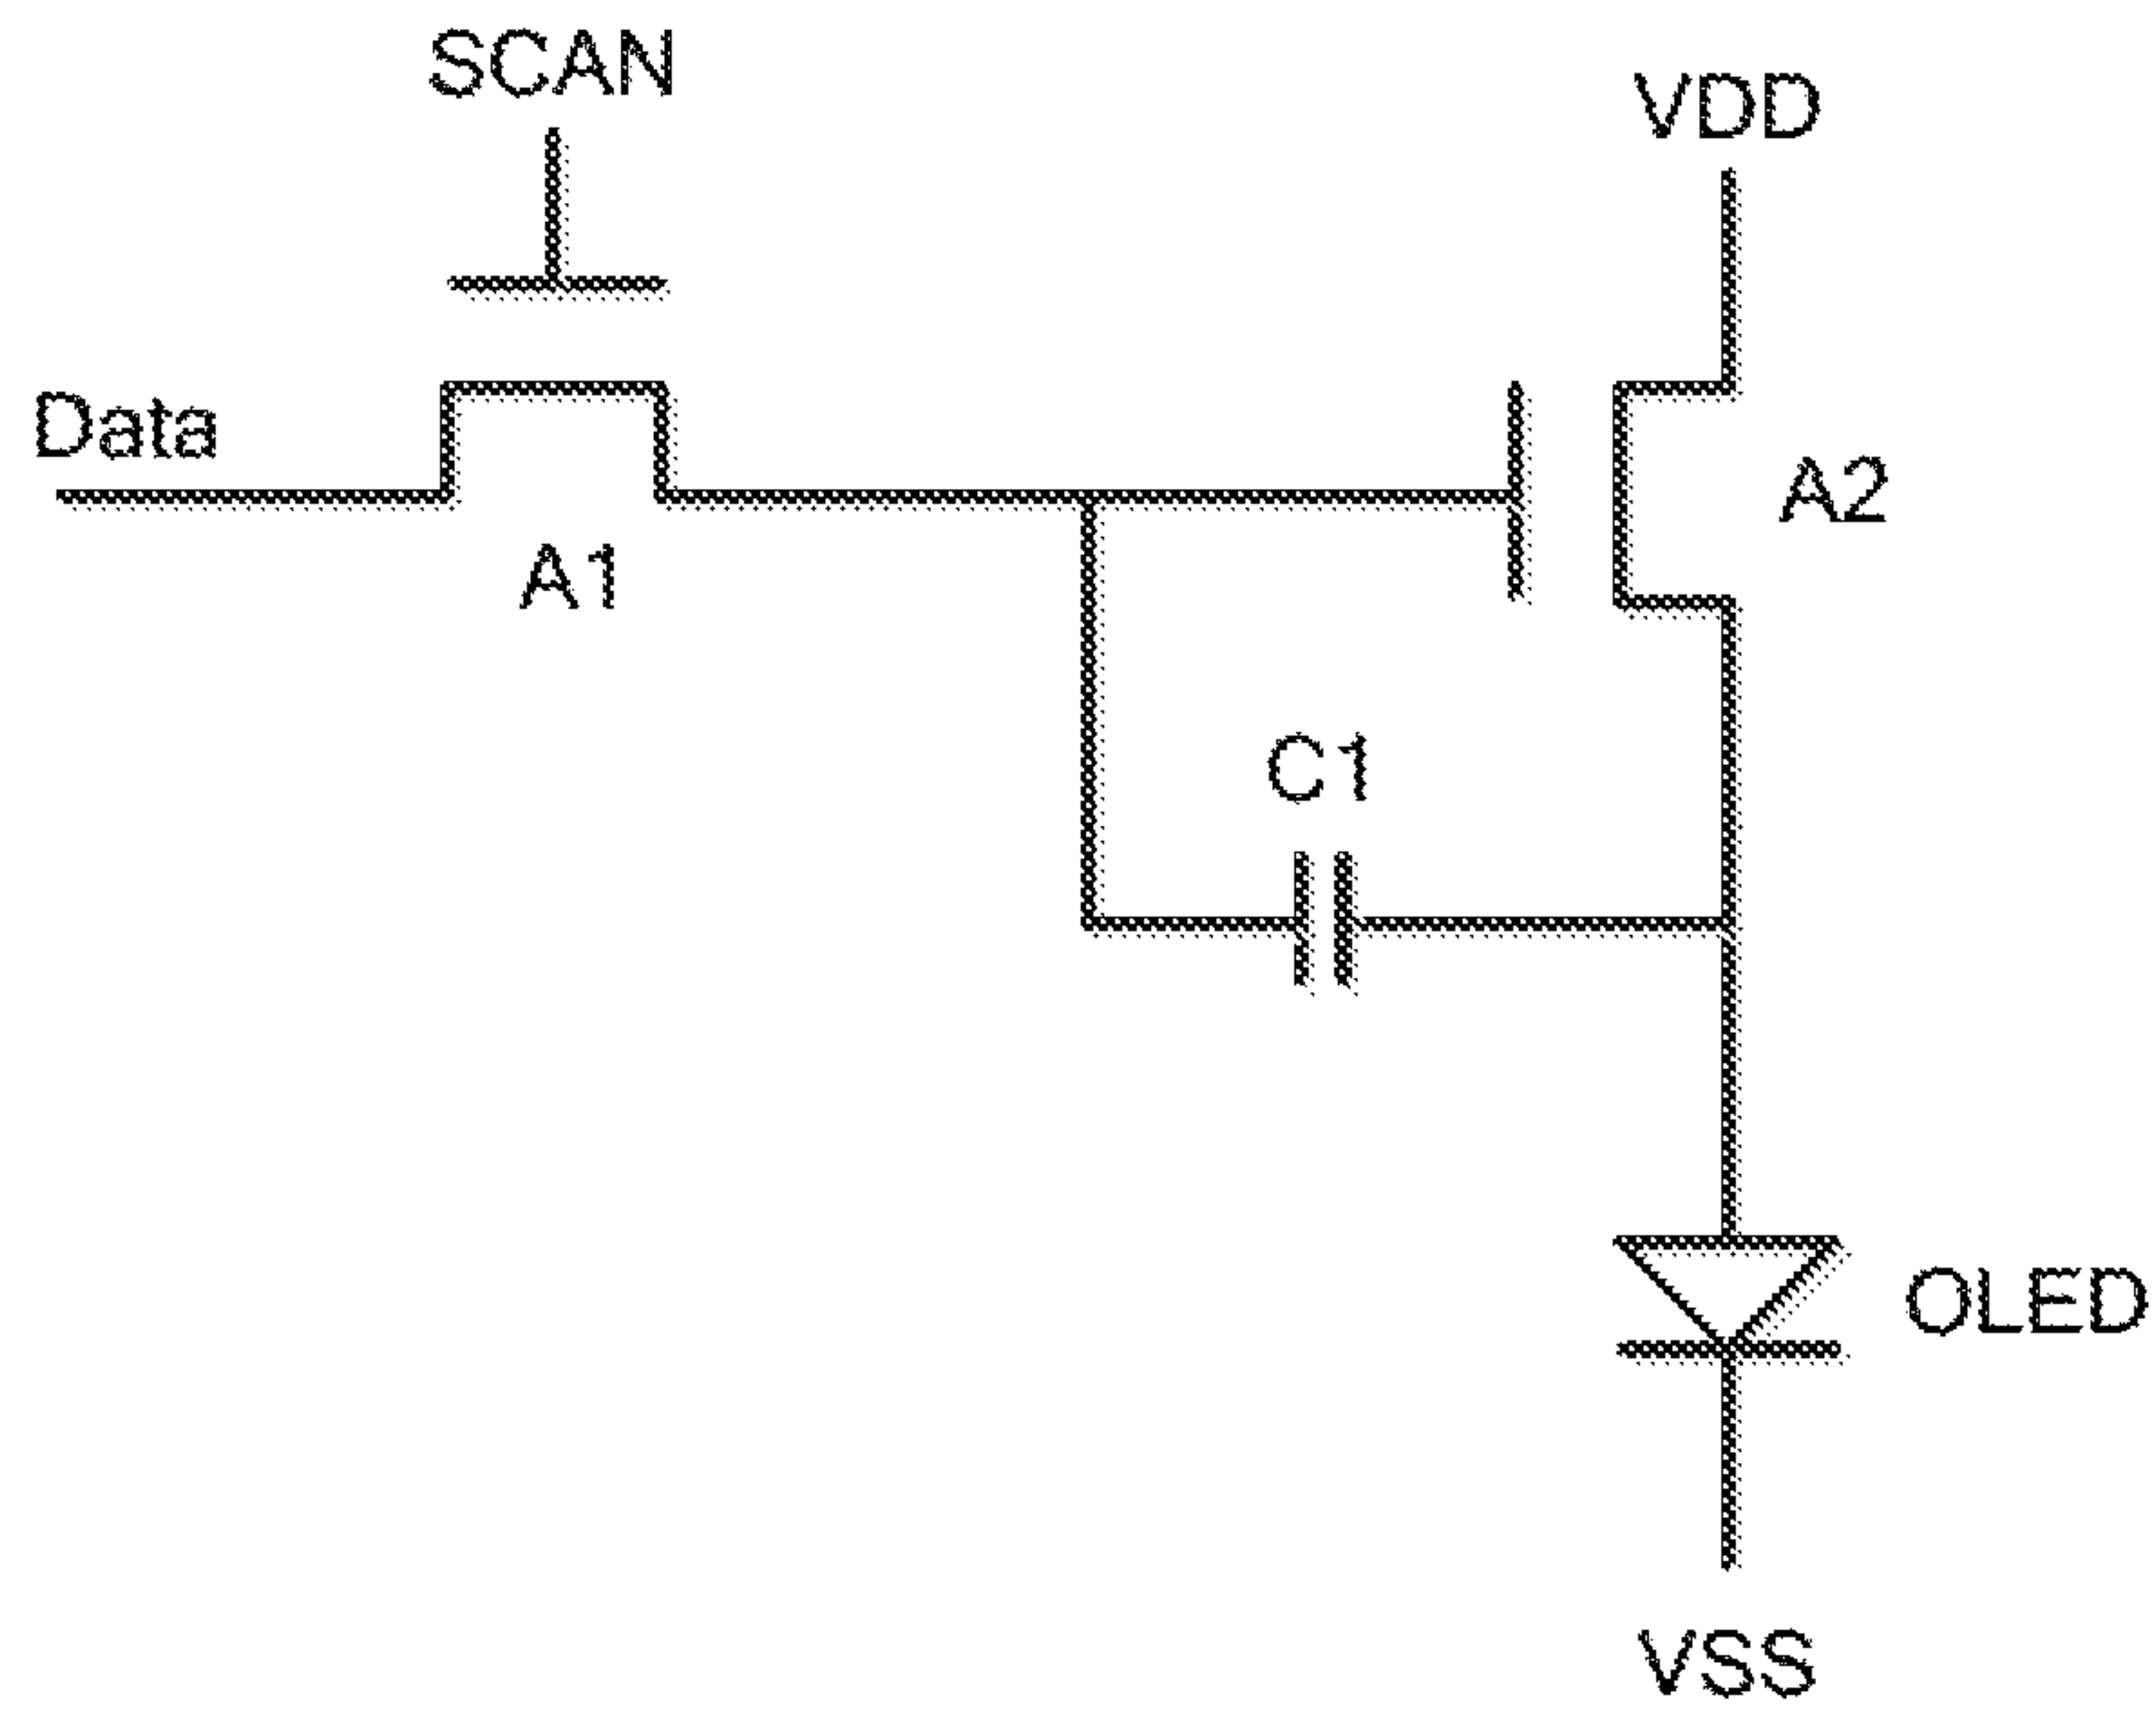 SCAN
VDD
Data
A2
A1
C1
OLED
VSS